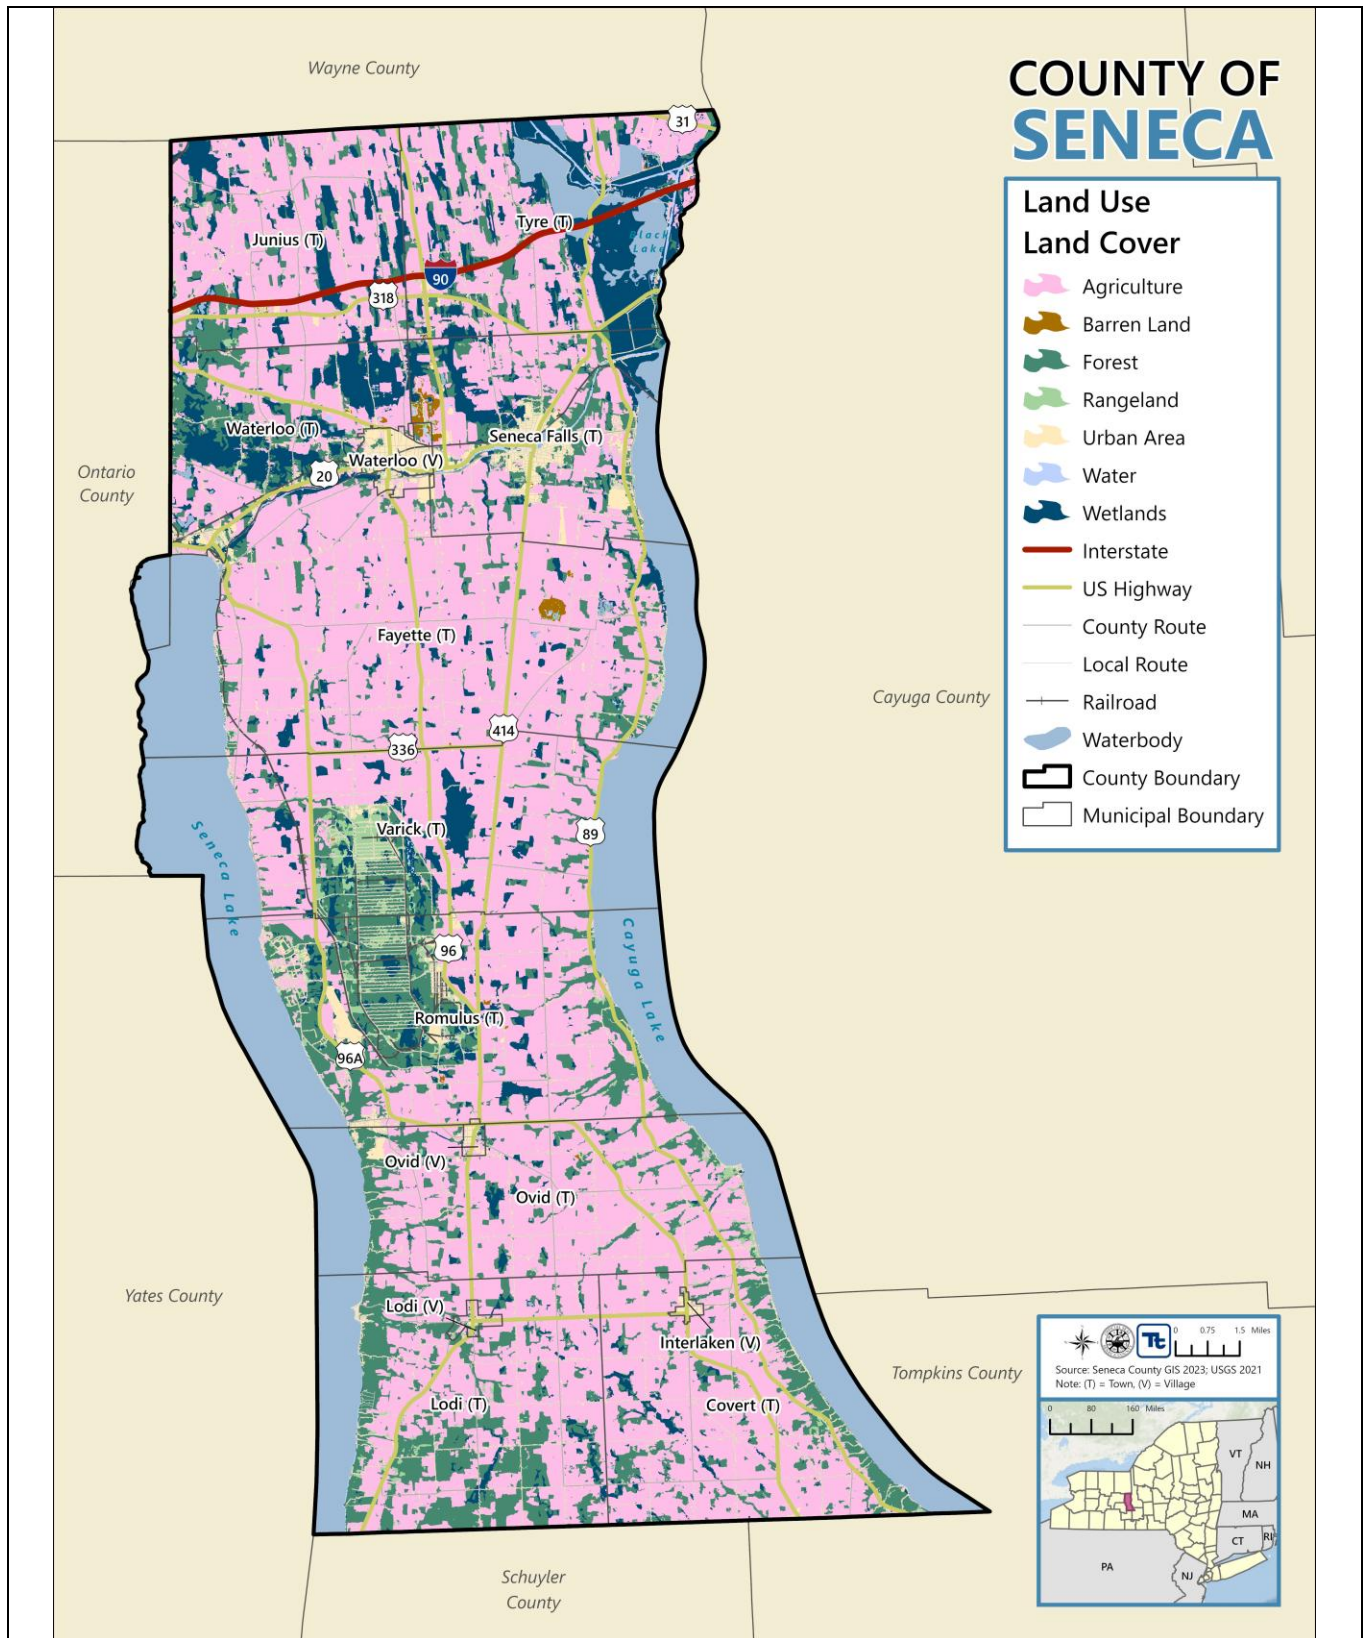 Wayne County
COUNTY OF
SENECA
31
Land Use
Land Cover
Agriculture
Barren Land
Forest
Rangeland
Urban Area
Water
Wetlands
Interstate
US Highway
County Route
Local Route
Railroad
Waterbody
County Boundary
Municipal Boundary
Tyre (T)
Junius (T)
Black
Lake
90
318
Waterloo (T)
Seneca Falls (T)
Waterloo (V)
20
Ontario
County
Fayette (T)
Cayuga County
414
336
Varick (T)
89
Seneca Lake
Cayuga Lake
96
Romulus (T)
96A
Ovid (V)
Ovid (T)
Yates County
Lodi (V)
Interlaken (V)
Tompkins County
Lodi (T)
Covert (T)
Schuyler
County
Tt
0 0.75 1.5 Miles
Source: Seneca County GIS 2023; USGS 2021
Note: (T) = Town, (V) = Village
0 80 160 Miles
VT
NH
MA
CT
RI
PA
NJ